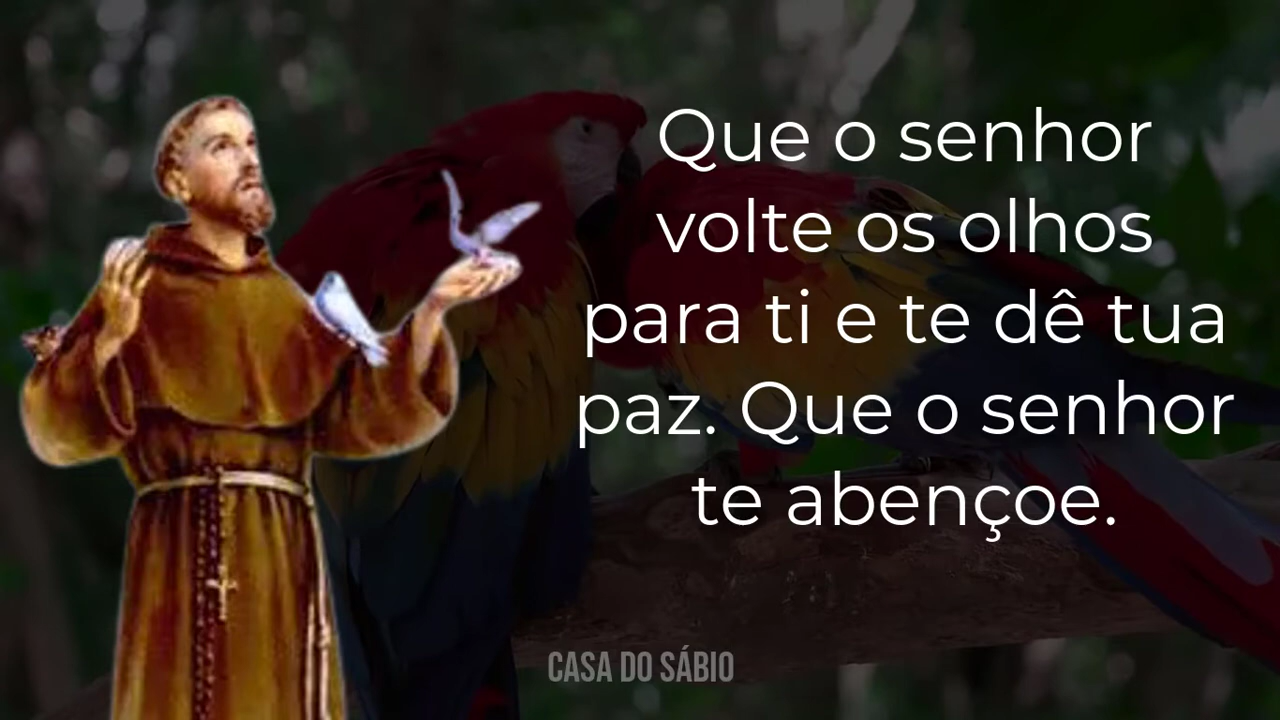 Que o senhor
volte os olhos
para ti e te dê tua
paz. Que o senhor
te abençoe.
CASA DO SÁBIO